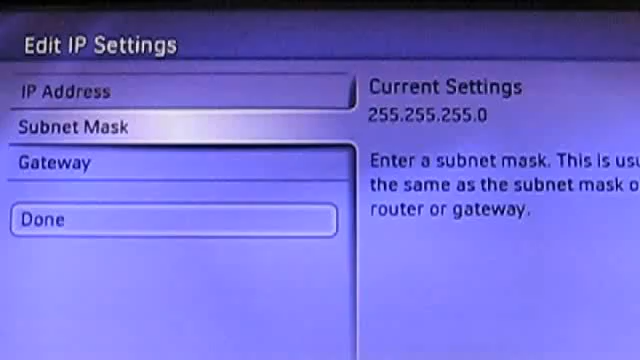 Edit IP Settings
IP Address
Subnet Mask
Gateway
Done
Current Settings
255.255.255.0
Enter a subnet mask. This is
the same as the subnet mask
router or gateway.